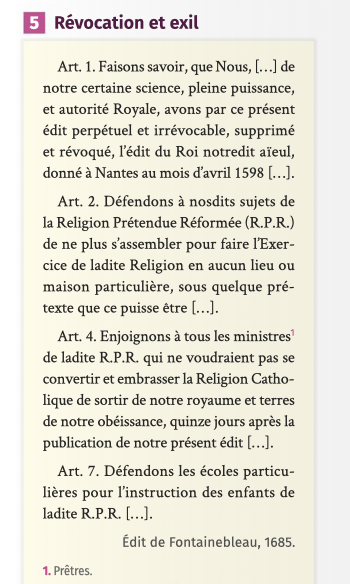 5 Révocation et exil
Art. 1. Faisons savoir, que Nous, […] de
notre certaine science, pleine puissance,
et autorité Royale, avons par ce présent
édit perpétuel et irrévocable, supprimé
et révoqué, l’édit du Roi notredit aïeul,
donné à Nantes au mois d’avril 1598 […].
Art. 2. Défendons à nosdits sujets de
la Religion Prétendue Réformée (R.P.R.)
de ne plus s’assembler pour faire l’Exer-
cice de ladite Religion en aucun lieu ou
maison particulière, sous quelque pré-
texte que ce puisse être […].
Art. 4. Enjoignons à tous les ministres1
de ladite R.P.R. qui ne voudraient pas se
convertir et embrasser la Religion Catho-
lique de sortir de notre royaume et terres
de notre obéissance, quinze jours après la
publication de notre présent édit […].
Art. 7. Défendons les écoles particu-
lières pour l’instruction des enfants de
ladite R.P.R. […].
Édit de Fontainebleau, 1685.
1. Prêtres.